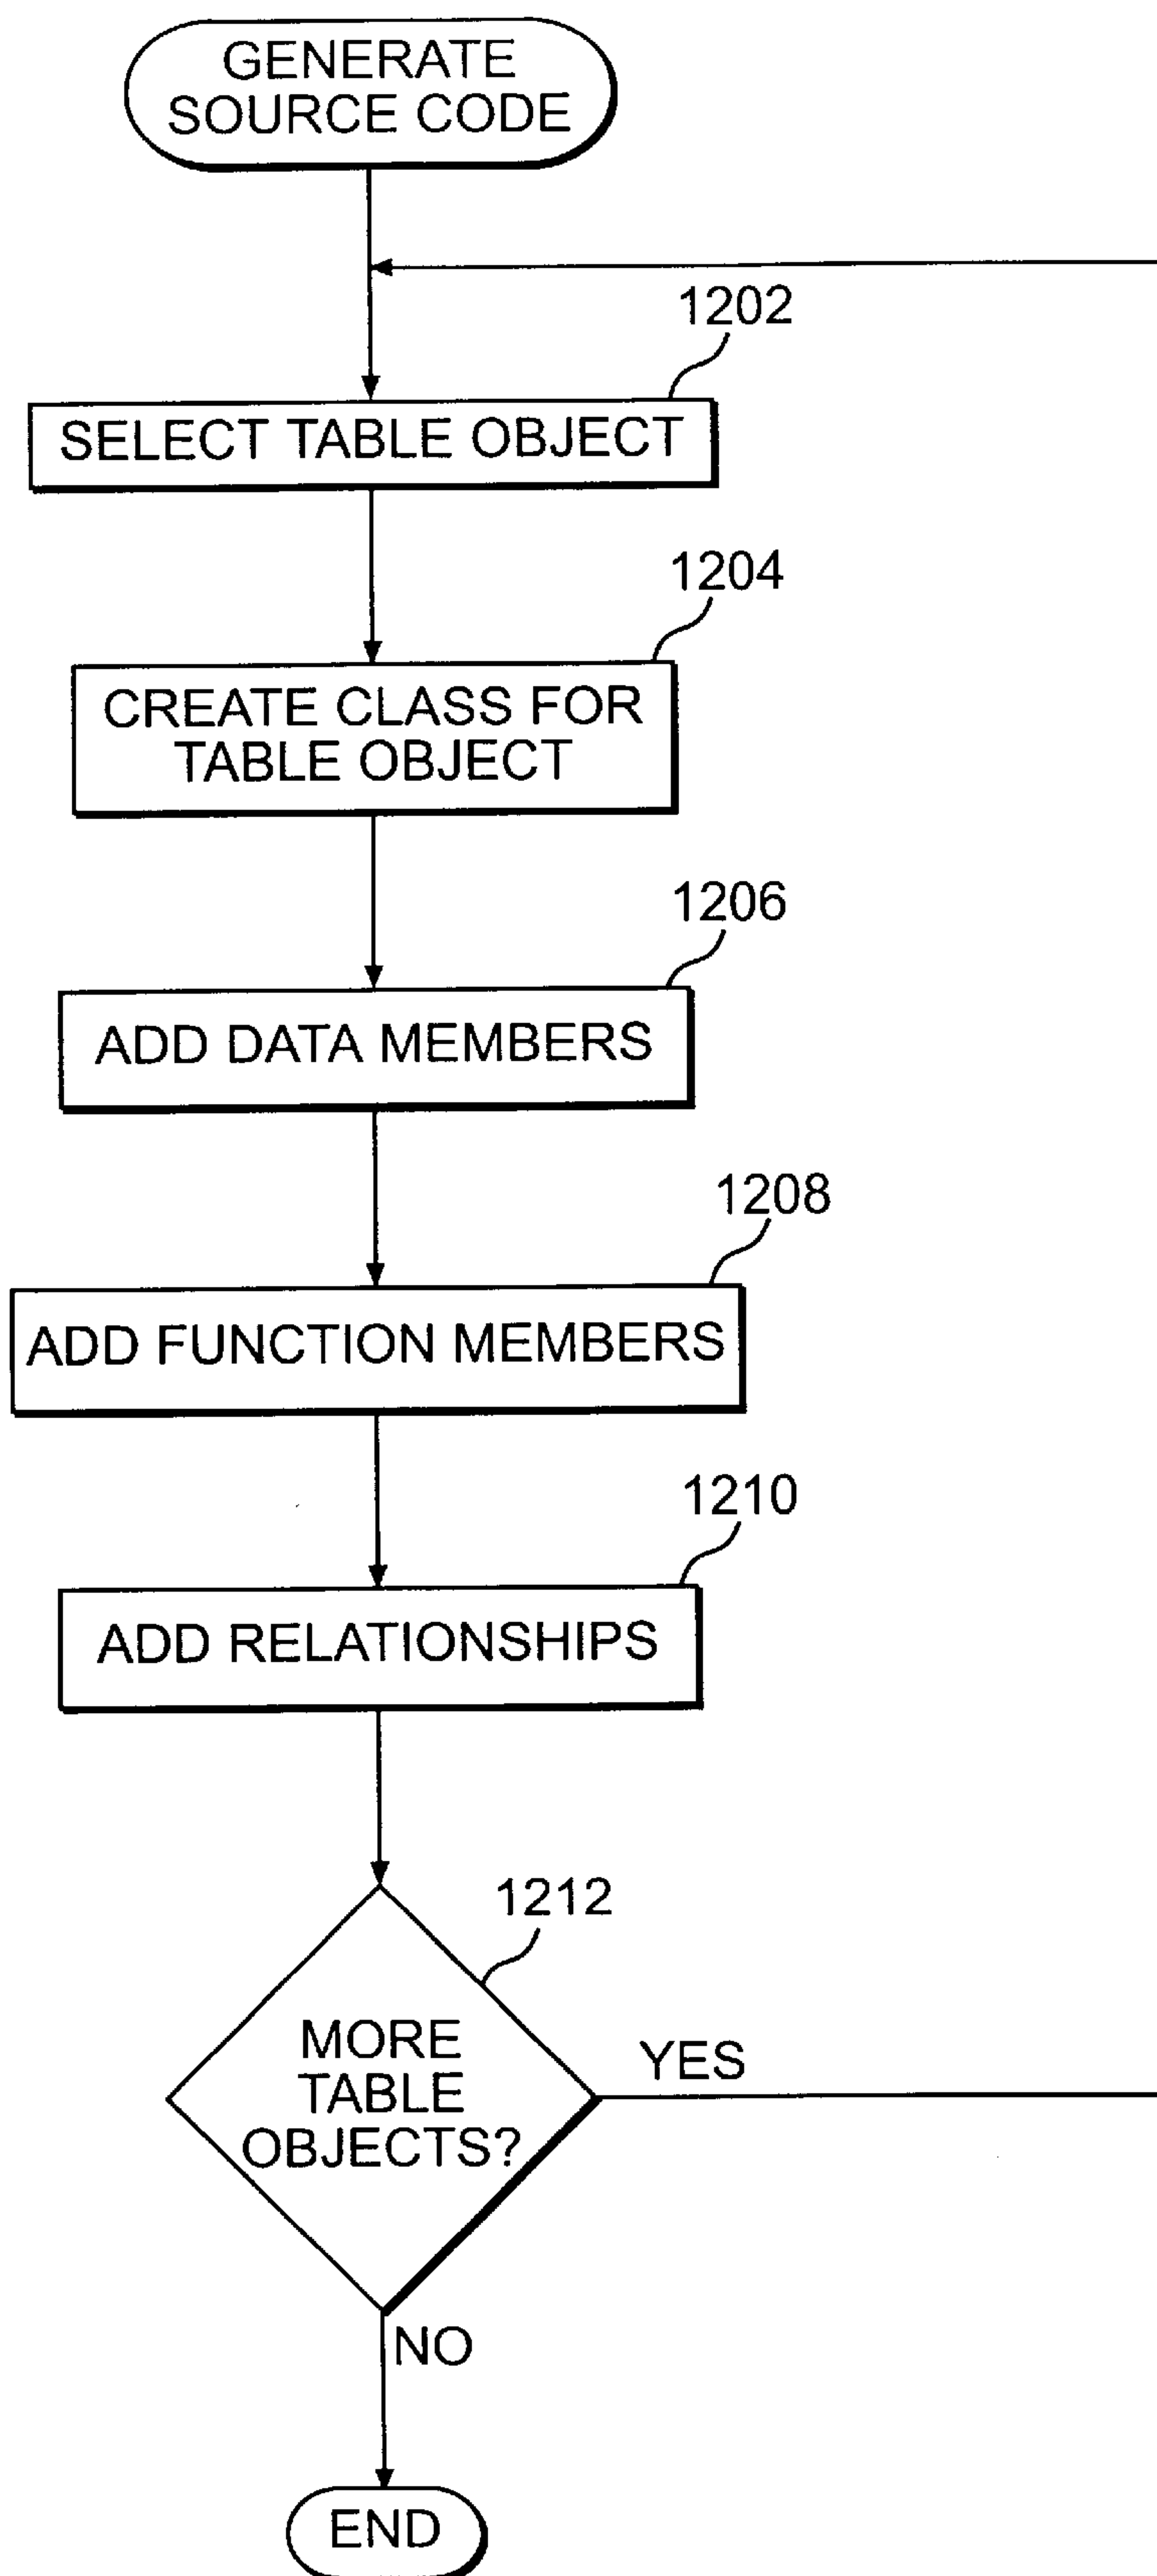 GENERATE
SOURCE CODE
1202
SELECT TABLE OBJECT
1204
CREATE CLASS FOR
TABLE OBJECT
1206
ADD DATA MEMBERS
1208
ADD FUNCTION MEMBERS
1210
ADD RELATIONSHIPS
1212
MORE
TABLE
OBJECTS?
YES
NO
END